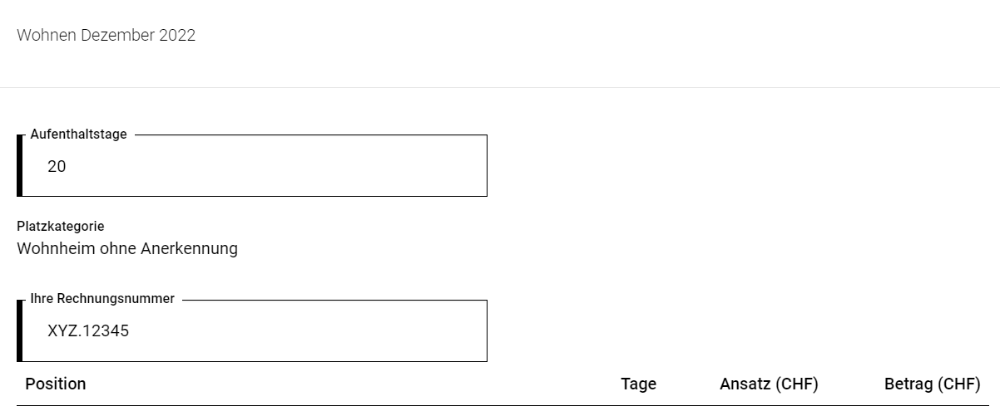 Wohnen Dezember 2022
Aufenthaltstage
20
Platzkategorie
Wohnheim ohne Anerkennung
Ihre Rechnungsnummer
XYZ.12345
Position Tage Ansatz (CHF) Betrag (CHF)